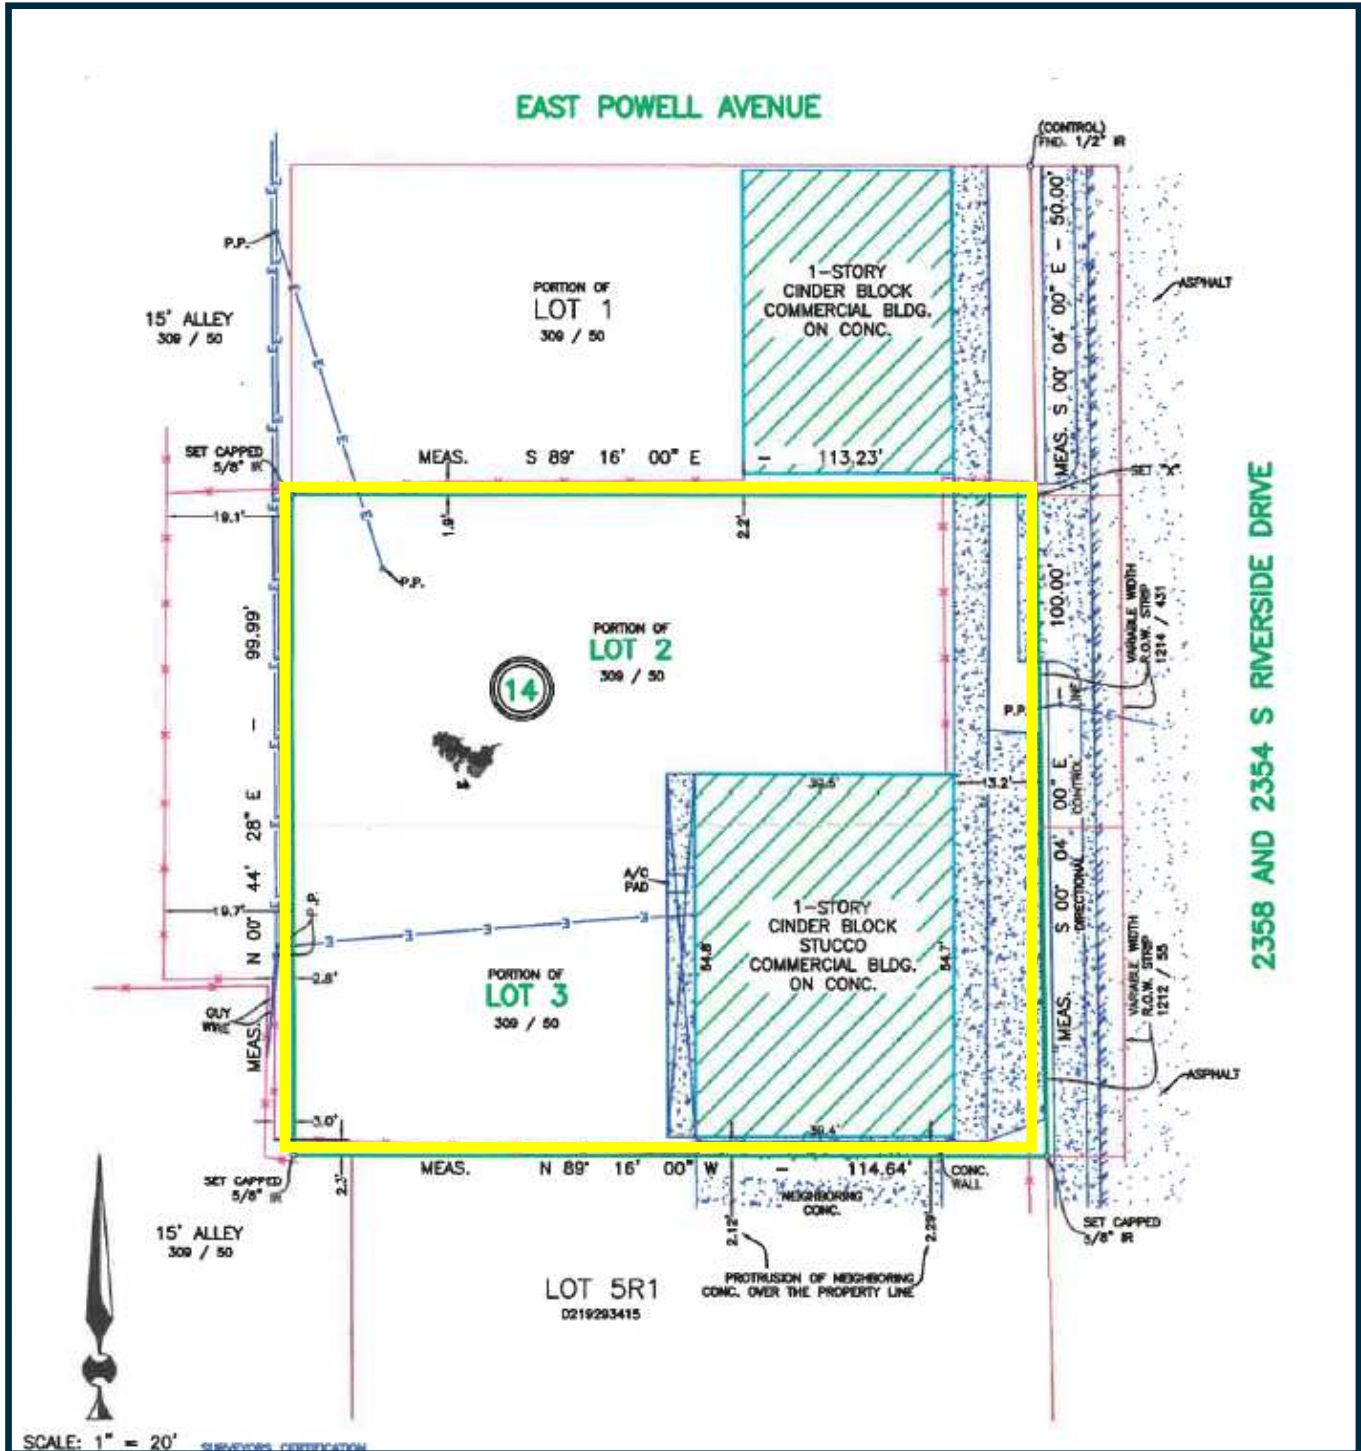 EAST POWELL AVENUE
(CONTROL)
FND. 1/2" IR
P.P.
15' ALLEY
309 / 50
PORTION OF
LOT 1
309 / 50
1-STORY
CINDER BLOCK
COMMERCIAL BLDG.
ON CONC.
MEAS. S 00° 04' 00" E - 50.00'
ASPHALT
SET CAPPED
5/8" IR
MEAS. S 89° 16' 00" E - 113.23'
SET "X"
19.1'
1.9'
2.2'
P.P.
2358 AND 2354 S RIVERSIDE DRIVE
VARIABLE WIDTH
R.O.W. STRIP
1214 / 431
PORTION OF
LOT 2
309 / 50
14
P.P.
MEAS. N 00° 44' 28" E - 99.99'
MEAS. S 00° 04' 00" E - 100.00'
DIRECTIONAL CONTROL LINE
39.5'
13.2'
A/C
PAD
19.7'
P.P.
1-STORY
CINDER BLOCK
STUCCO
COMMERCIAL BLDG.
ON CONC.
54.8'
54.7'
VARIABLE WIDTH
R.O.W. STRIP
1212 / 55
2.8'
PORTION OF
LOT 3
309 / 50
GUY
WIRE
ASPHALT
3.0'
39.4'
MEAS. N 89° 16' 00" W - 114.64'
CONC.
WALL
SET CAPPED
5/8" IR
2.3'
NEIGHBORING
CONC.
15' ALLEY
309 / 50
2.12'
2.29'
SET CAPPED
5/8" IR
PROTRUSION OF NEIGHBORING
CONC. OVER THE PROPERTY LINE
LOT 5R1
D219293415
SCALE: 1" = 20'
SURVEYORS CERTIFICATION